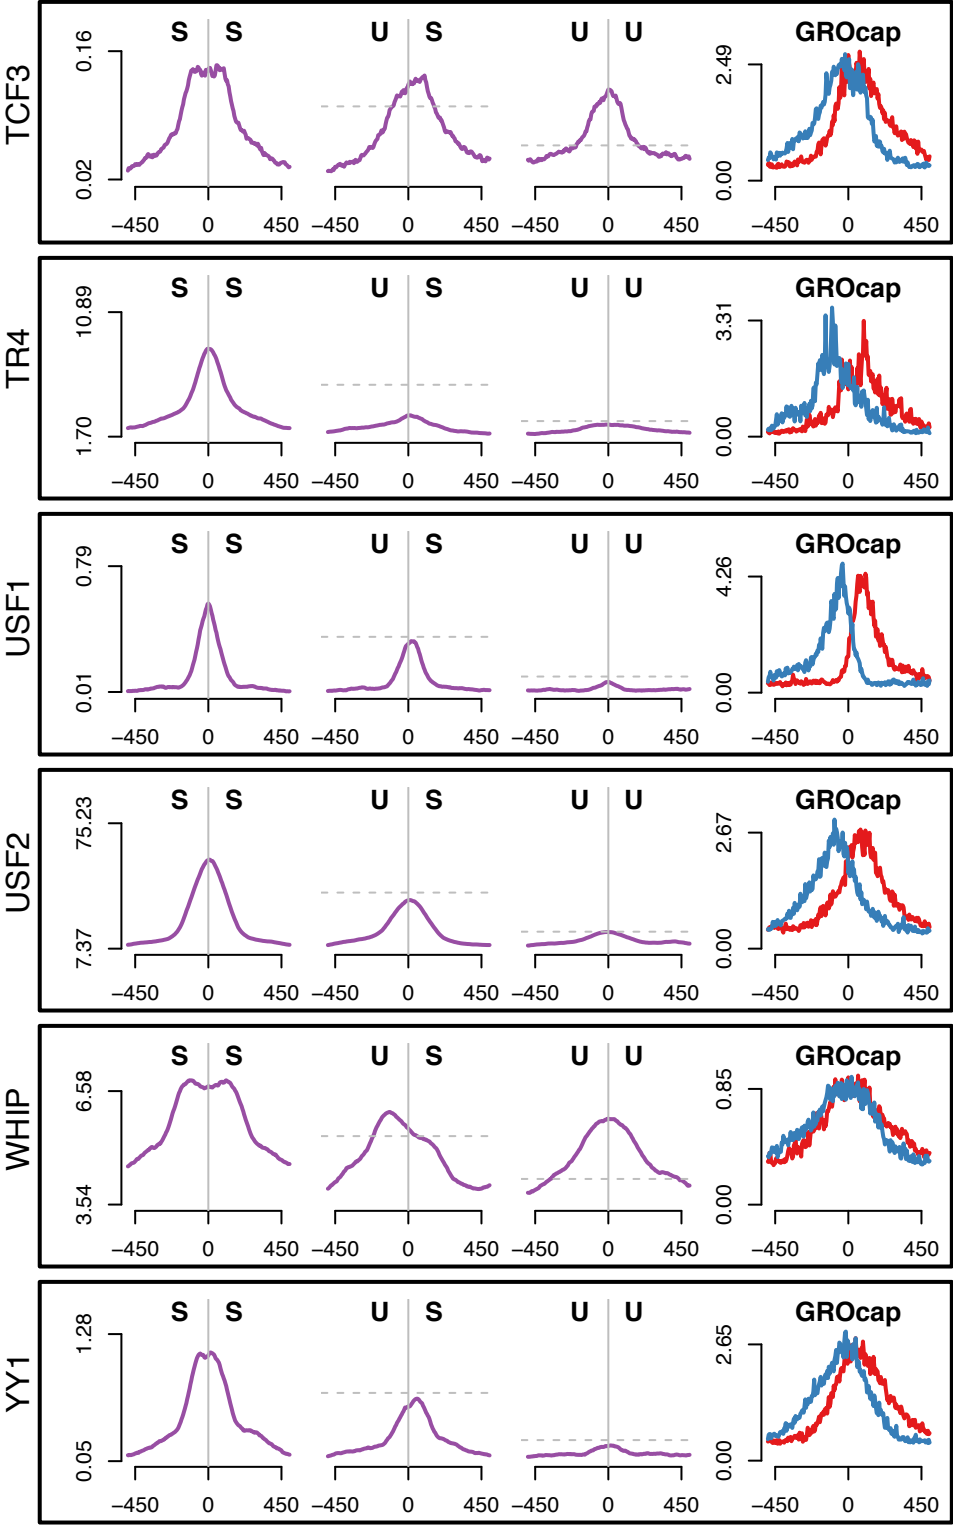 TCF3
S S U S U U GROcap
0.16 0.02 2.49 0.00
−450 0 450 −450 0 450 −450 0 450 −450 0 450
TR4
S S U S U U GROcap
10.89 1.70 3.31 0.00
−450 0 450 −450 0 450 −450 0 450 −450 0 450
USF1
S S U S U U GROcap
0.79 0.01 4.26 0.00
−450 0 450 −450 0 450 −450 0 450 −450 0 450
USF2
S S U S U U GROcap
75.23 7.37 2.67 0.00
−450 0 450 −450 0 450 −450 0 450 −450 0 450
WHIP
S S U S U U GROcap
6.58 3.54 0.85 0.00
−450 0 450 −450 0 450 −450 0 450 −450 0 450
YY1
S S U S U U GROcap
1.28 0.05 2.65 0.00
−450 0 450 −450 0 450 −450 0 450 −450 0 450